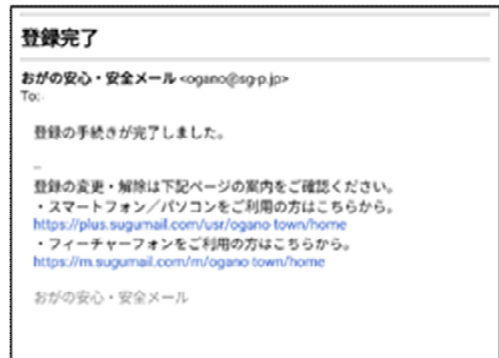 登録完了
おがの安心・安全メール <ogano@sg-p.jp>
To:
登録の手続きが完了しました。
--
登録の変更・解除は下記ページの案内をご確認ください。
・スマートフォン／パソコンをご利用の方はこちらから。
https://plus.sugumail.com/usr/ogano-town/home
・フィーチャーフォンをご利用の方はこちらから。
https://m.sugumail.com/m/ogano-town/home
おがの安心・安全メール